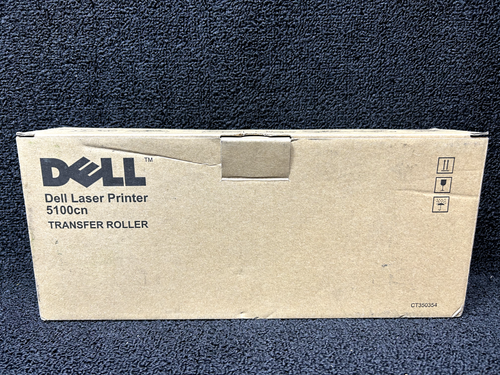 DELL™
Dell Laser Printer
5100cn
TRANSFER ROLLER
CT350354